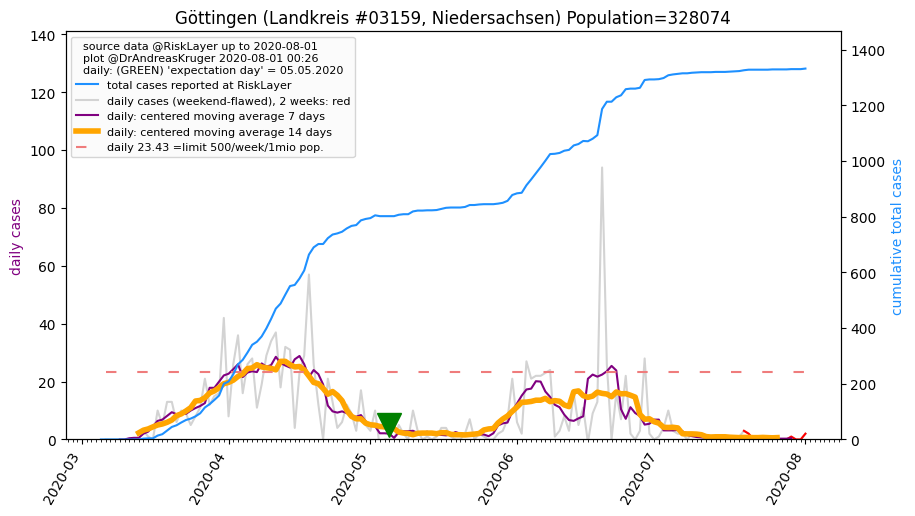 Göttingen (Landkreis #03159, Niedersachsen) Population=328074
source data @RiskLayer up to 2020-08-01
plot @DrAndreasKruger 2020-08-01 00:26
daily: (GREEN) 'expectation day' = 05.05.2020
total cases reported at RiskLayer
daily cases (weekend-flawed), 2 weeks: red
daily: centered moving average 7 days
daily: centered moving average 14 days
daily 23.43 =limit 500/week/1mio pop.
daily cases
140
120
100
80
60
40
20
0
cumulative total cases
1400
1200
1000
800
600
400
200
0
2020-03
2020-04
2020-05
2020-06
2020-07
2020-08